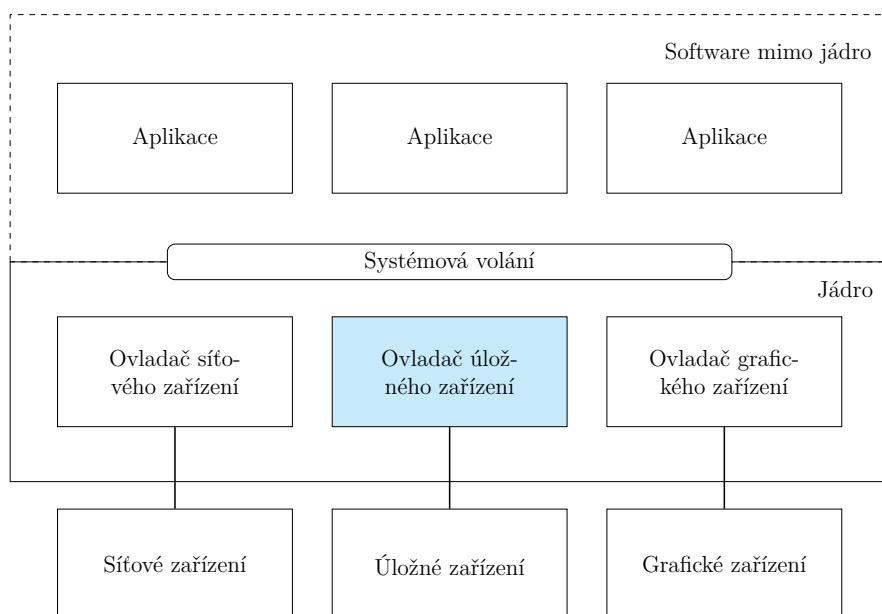 Software mimo jádro
Aplikace
Aplikace
Aplikace
Systémová volání
Jádro
Ovladač síťo-
vého zařízení
Ovladač úlož-
ného zařízení
Ovladač grafic-
kého zařízení
Síťové zařízení
Úložné zařízení
Grafické zařízení